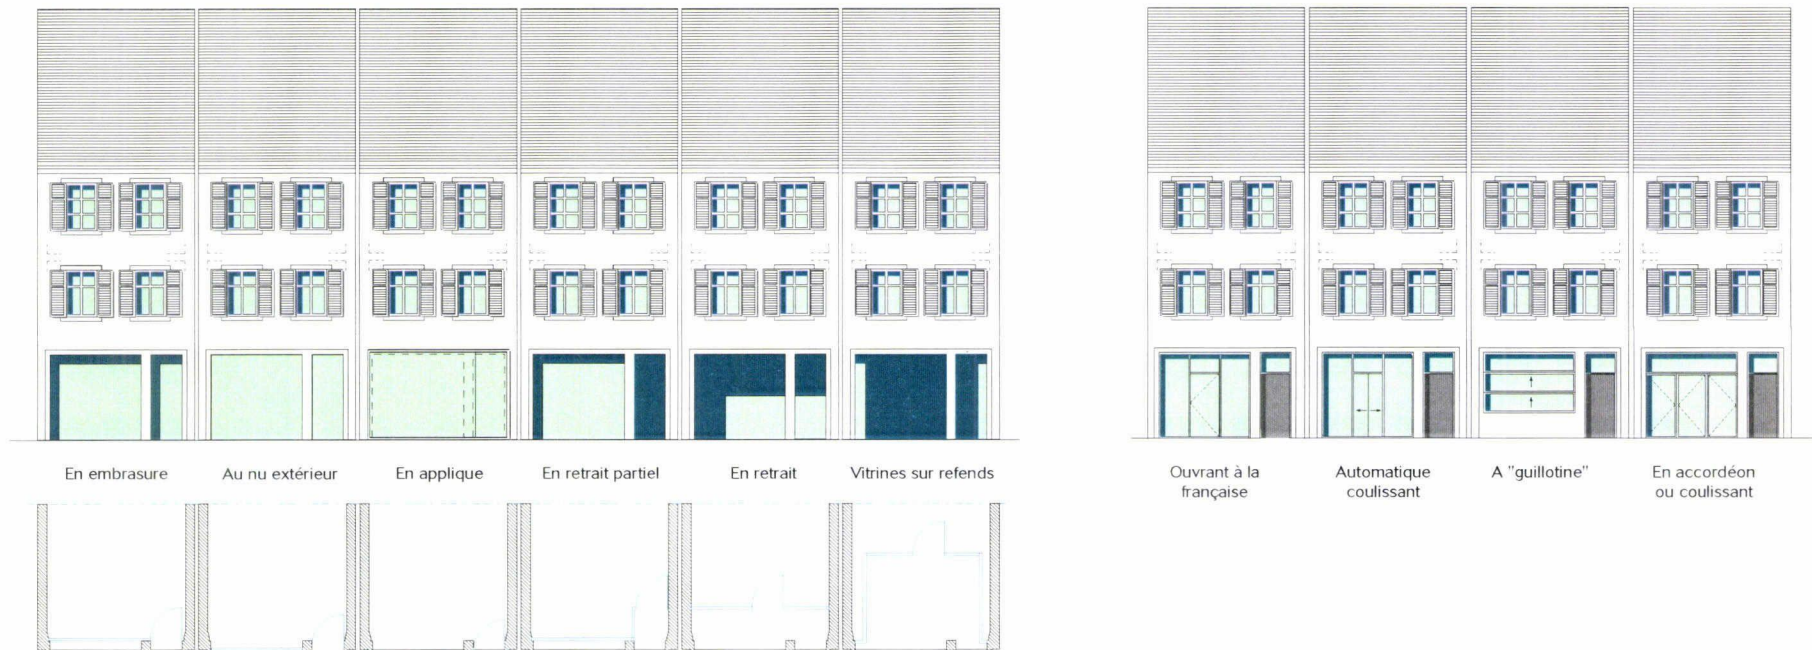 En embrasure
Au nu extérieur
En applique
En retrait partiel
En retrait
Vitrines sur refends
Ouvrant à la
française
Automatique
coulissant
A "guillotine"
En accordéon
ou coulissant